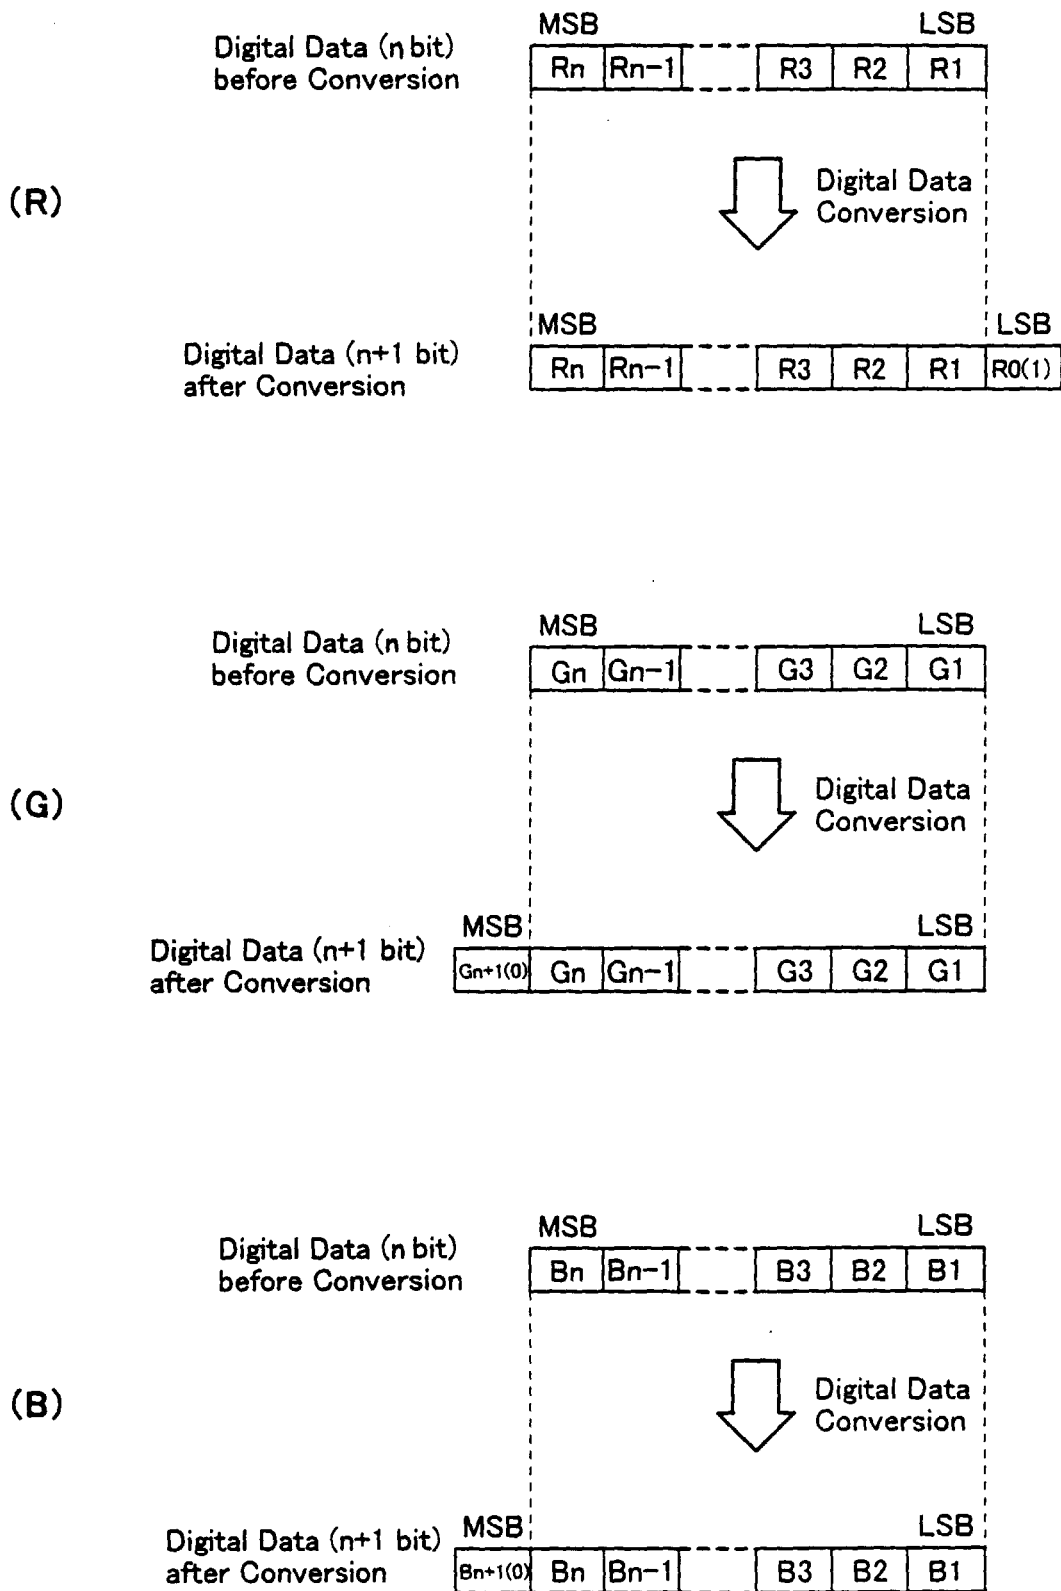 MSB LSB
Digital Data (n bit)
before Conversion
Rn Rn-1 R3 R2 R1
(R)
Digital Data
Conversion
MSB LSB
Digital Data (n+1 bit)
after Conversion
Rn Rn-1 R3 R2 R1 R0(1)
MSB LSB
Digital Data (n bit)
before Conversion
Gn Gn-1 G3 G2 G1
(G)
Digital Data
Conversion
MSB LSB
Digital Data (n+1 bit)
after Conversion
Gn+1(0) Gn Gn-1 G3 G2 G1
MSB LSB
Digital Data (n bit)
before Conversion
Bn Bn-1 B3 B2 B1
(B)
Digital Data
Conversion
MSB LSB
Digital Data (n+1 bit)
after Conversion
Bn+1(0) Bn Bn-1 B3 B2 B1